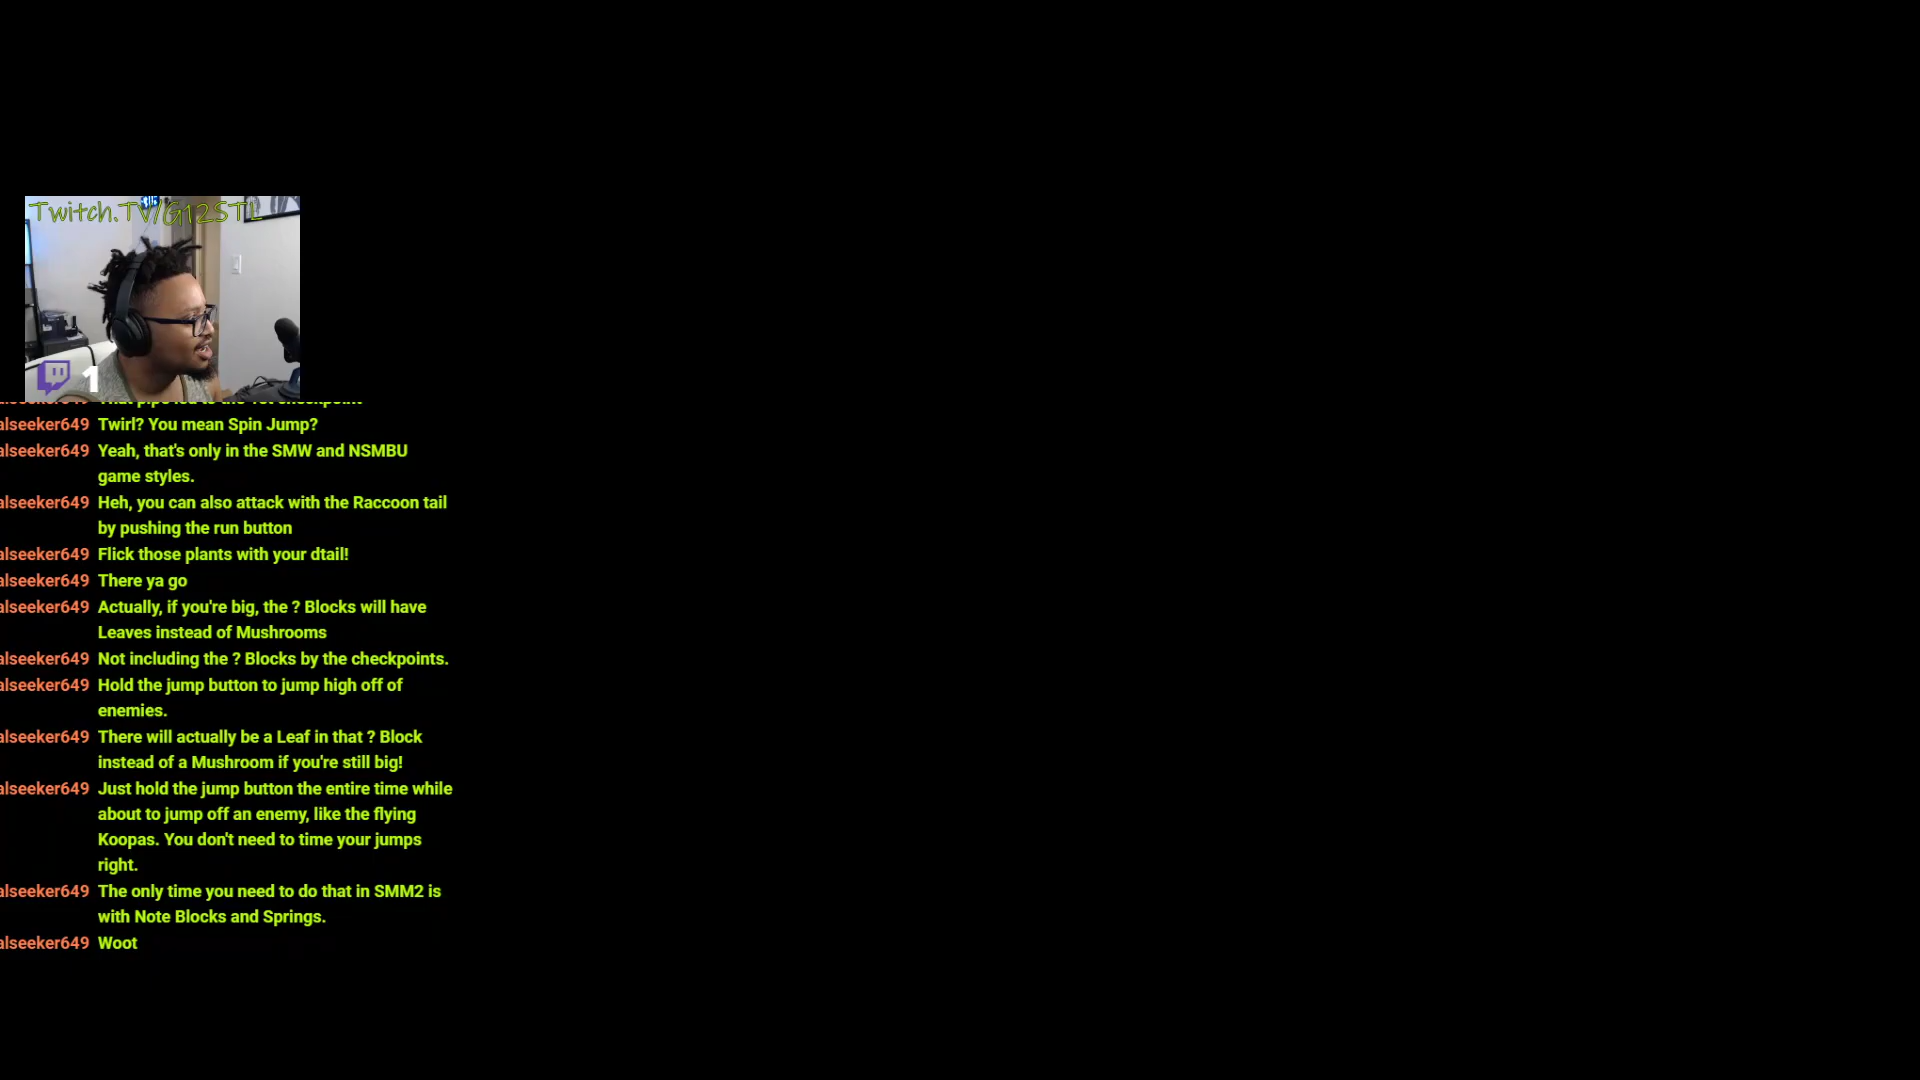 Twitch.TV/G12STL
1
That pipe led to the 1st checkpoint
alseeker649 Twirl? You mean Spin Jump?
alseeker649 Yeah, that's only in the SMW and NSMBU
game styles.
alseeker649 Heh, you can also attack with the Raccoon tail
by pushing the run button
alseeker649 Flick those plants with your dtail!
alseeker649 There ya go
alseeker649 Actually, if you're big, the ? Blocks will have
Leaves instead of Mushrooms
alseeker649 Not including the ? Blocks by the checkpoints.
alseeker649 Hold the jump button to jump high off of
enemies.
alseeker649 There will actually be a Leaf in that ? Block
instead of a Mushroom if you're still big!
alseeker649 Just hold the jump button the entire time while
about to jump off an enemy, like the flying
Koopas. You don't need to time your jumps
right.
alseeker649 The only time you need to do that in SMM2 is
with Note Blocks and Springs.
alseeker649 Woot